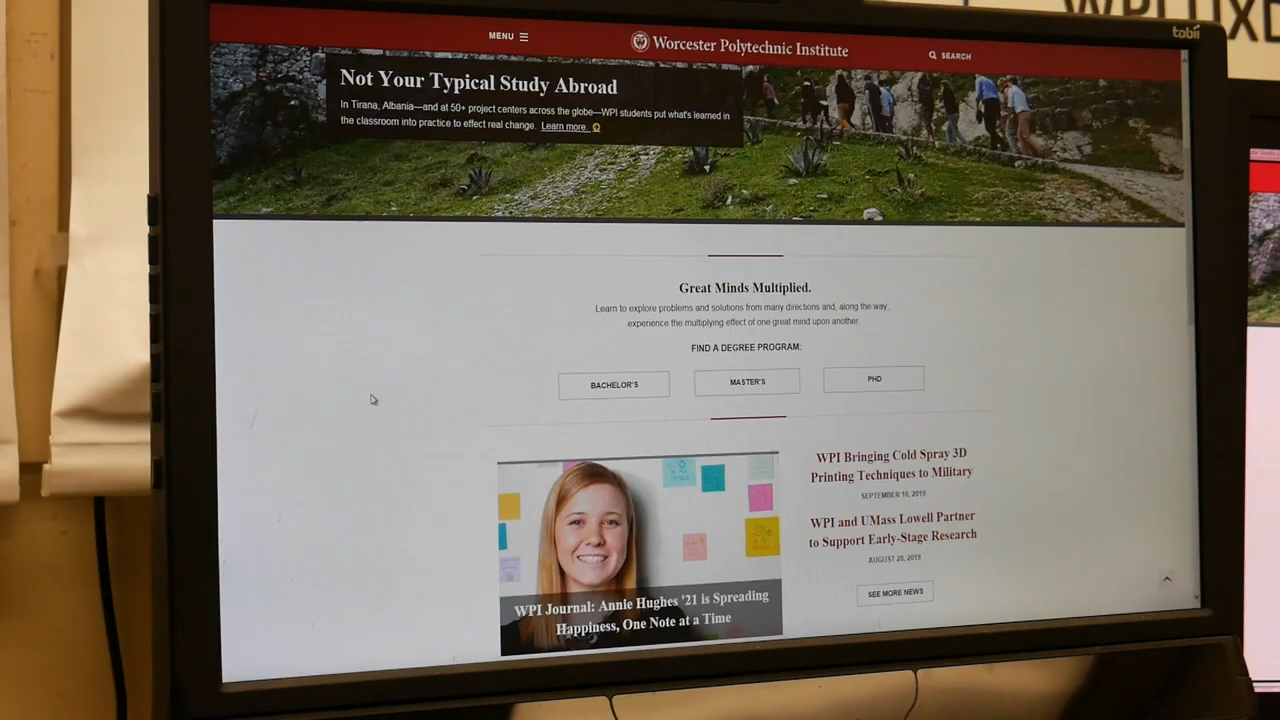 WPI UXD
tobii
MENU
Worcester Polytechnic Institute
SEARCH
Not Your Typical Study Abroad
In Tirana, Albania—and at 50+ project centers across the globe—WPI students put what's learned in
the classroom into practice to effect real change. Learn more.
Great Minds Multiplied.
Learn to explore problems and solutions from many directions and, along the way,
experience the multiplying effect of one great mind upon another.
FIND A DEGREE PROGRAM:
BACHELOR'S
MASTER'S
PHD
WPI Bringing Cold Spray 3D
Printing Techniques to Military
SEPTEMBER 10, 2019
WPI and UMass Lowell Partner
to Support Early-Stage Research
AUGUST 28, 2019
SEE MORE NEWS
WPI Journal: Annie Hughes '21 is Spreading
Happiness, One Note at a Time